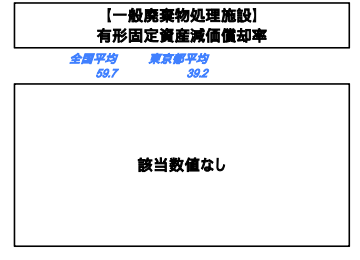 【一般廃棄物処理施設】
有形固定資産減価償却率
全国平均 東京都平均
59.7 39.2
該当数値なし